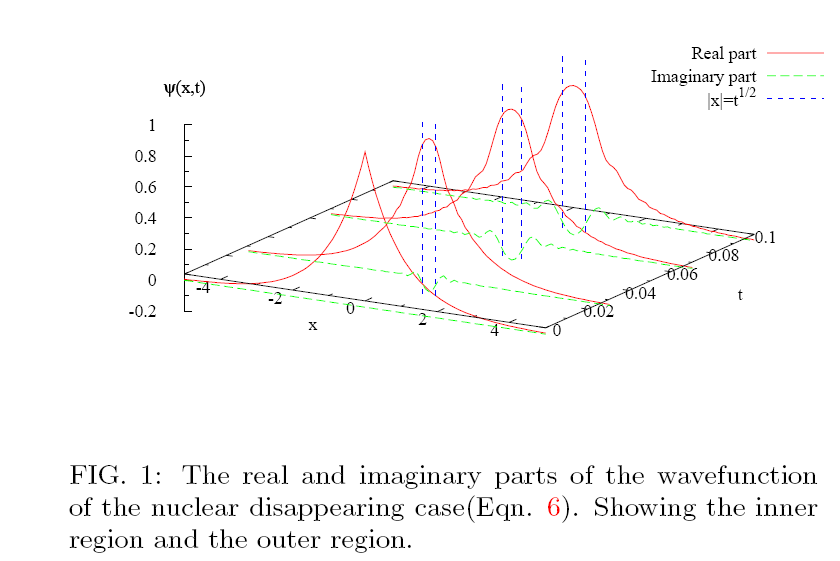 Real part
Imaginary part
|x|=t^1/2
ψ(x,t)
1
0.8
0.6
0.4
0.2
0
-0.2
-4
-2
0
2
4
x
0
0.02
0.04
0.06
0.08
0.1
t
FIG. 1: The real and imaginary parts of the wavefunction
of the nuclear disappearing case(Eqn. 6). Showing the inner
region and the outer region.